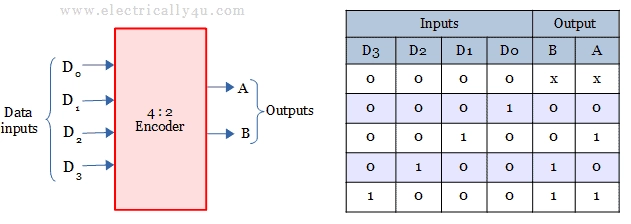 www.electrically4u.com
D0
D1
D2
D3
Data
inputs
4 : 2
Encoder
A
B
Outputs
Inputs Output
D3 D2 D1 D0 B A
0 0 0 0 x x
0 0 0 1 0 0
0 0 1 0 0 1
0 1 0 0 1 0
1 0 0 0 1 1